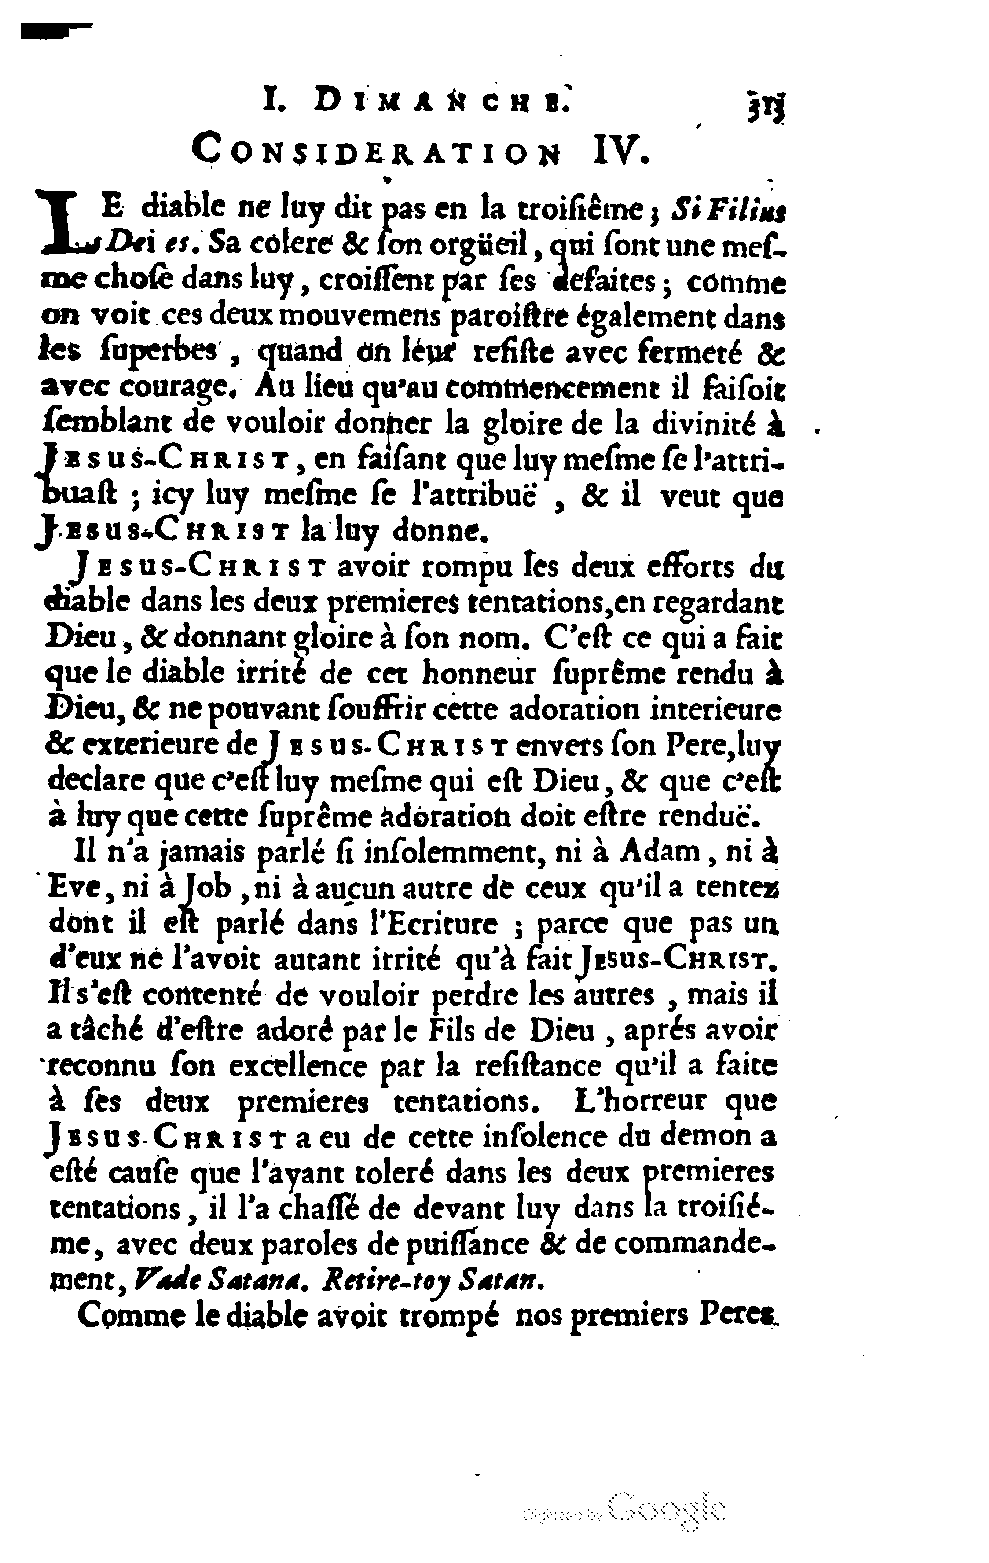 I. DIMANCHE. 313
CONSIDERATION IV.
LE diable ne luy dit pas en la troiſiême ; Si Filius
Dei es. Sa colere & ſon orgüeil, qui ſont une meſ-
me choſe dans luy, croiſſent par ſes defaites ; comme
on voit ces deux mouvemens paroiſtre également dans
les ſuperbes, quand on leur reſiſte avec fermeté &
avec courage. Au lieu qu'au commencement il faiſoit
ſemblant de vouloir donner la gloire de la divinité à
JESUS-CHRIST, en faiſant que luy meſme ſe l'attri-
buaſt ; icy luy meſme ſe l'attribuë, & il veut que
JESUS-CHRIST la luy donne.
JESUS-CHRIST avoit rompu les deux efforts du
diable dans les deux premieres tentations, en regardant
Dieu, & donnant gloire à ſon nom. C'eſt ce qui a fait
que le diable irrité de cet honneur ſuprême rendu à
Dieu, & ne pouvant ſouffrir cette adoration interieure
& exterieure de JESUS-CHRIST envers ſon Pere, luy
declare que c'eſt luy meſme qui eſt Dieu, & que c'eſt
à luy que cette ſuprême adoration doit eſtre renduë.
Il n'a jamais parlé ſi inſolemment, ni à Adam, ni à
Eve, ni à Job, ni à aucun autre de ceux qu'il a tentez
dont il eſt parlé dans l'Ecriture ; parce que pas un
d'eux ne l'avoit autant irrité qu'à fait JESUS-CHRIST.
Il s'eſt contenté de vouloir perdre les autres, mais il
a tâché d'eſtre adoré par le Fils de Dieu, aprés avoir
reconnu ſon excellence par la reſiſtance qu'il a faite
à ſes deux premieres tentations. L'horreur que
JESUS-CHRIST a eu de cette inſolence du demon a
eſté cauſe que l'ayant toleré dans les deux premieres
tentations, il l'a chaſſé de devant luy dans la troiſié-
me, avec deux paroles de puiſſance & de commande-
ment, Vade Satana. Retire-toy Satan.
Comme le diable avoit trompé nos premiers Peres
Digitized by Google